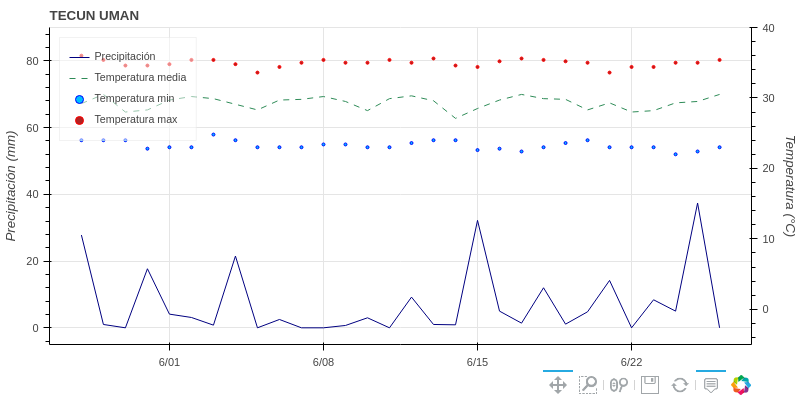 TECUN UMAN
Precipitación
Temperatura media
Temperatura min
Temperatura max
Precipitación (mm)
80
60
40
20
0
Temperatura (°C)
40
30
20
10
0
6/01
6/08
6/15
6/22